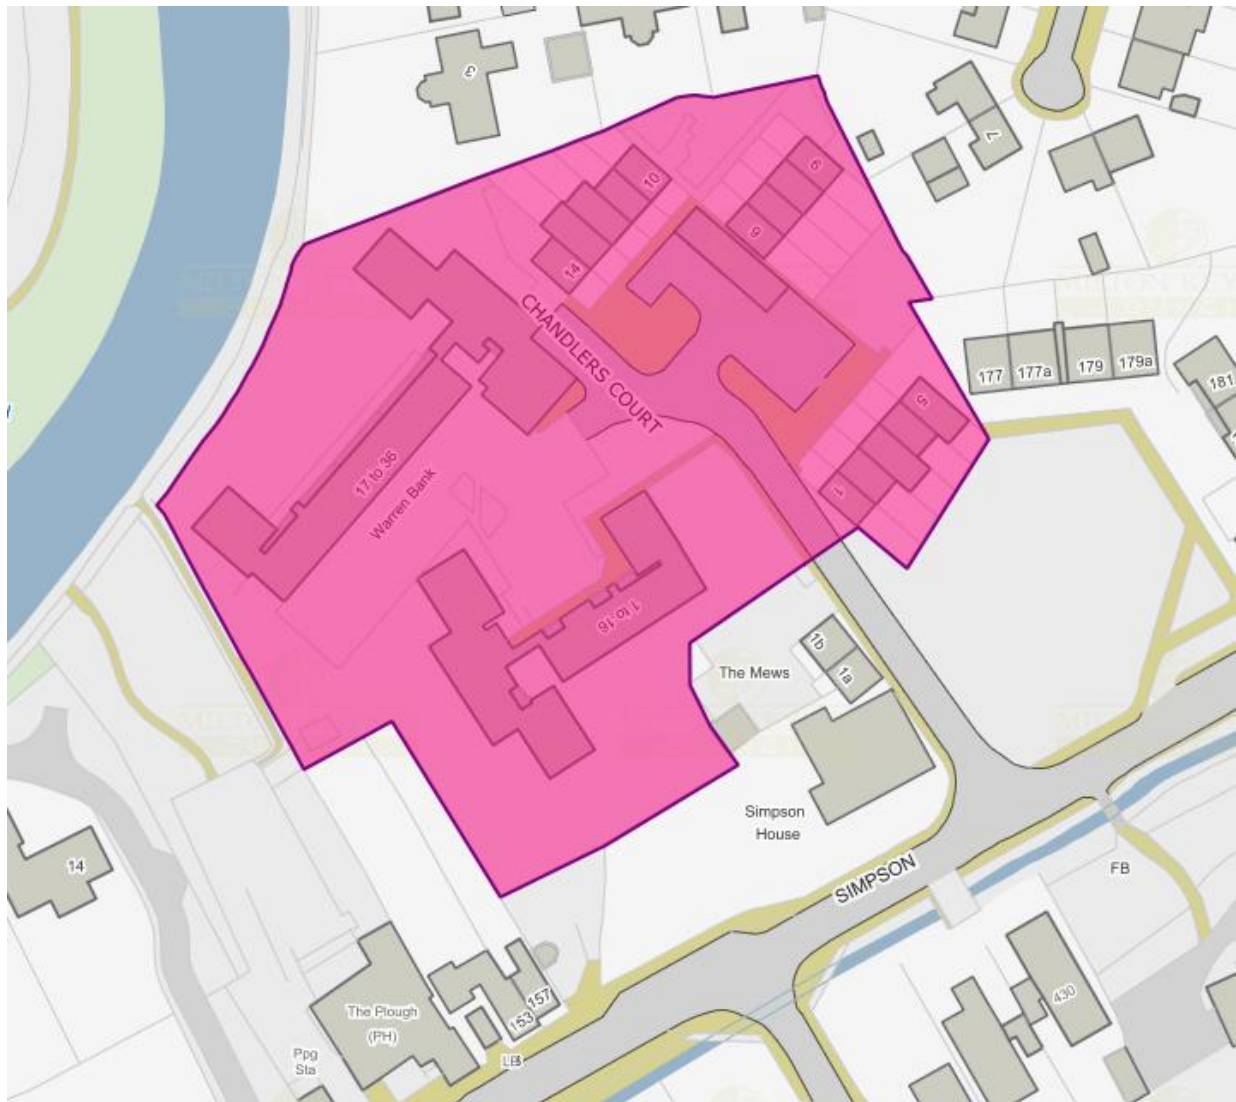 3
7
10
6
14
9
CHANDLERS COURT
177
177a
179
179a
181
5
17 to 36
Warren Bank
1
1 to 16
1b
The Mews
1a
Simpson
House
14
SIMPSON
FB
The Plough
(PH)
157
153
430
Ppg
Sta
LB